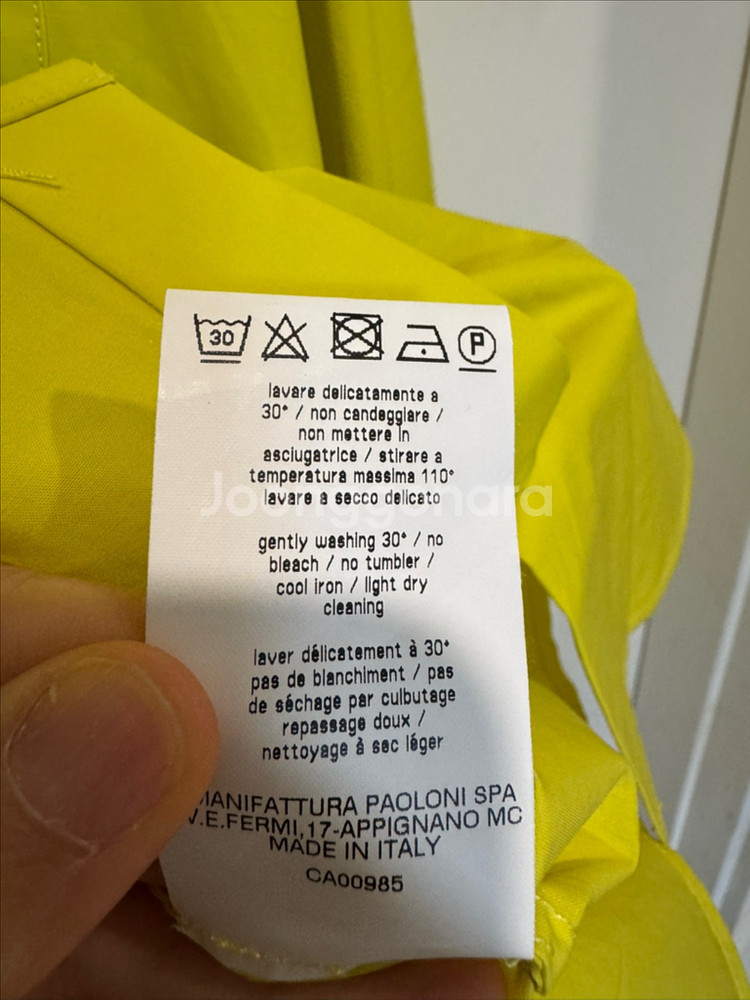 30
P
lavare delicatamente a
30° / non candeggiare /
non mettere in
asciugatrice / stirare a
temperatura massima 110°
lavare a secco delicato
gently washing 30° / no
bleach / no tumbler /
cool iron / light dry
cleaning
laver délicatement à 30°
pas de blanchiment / pas
de séchage par culbutage
repassage doux /
nettoyage à sec léger
MANIFATTURA PAOLONI SPA
V.E.FERMI,17-APPIGNANO MC
MADE IN ITALY
CA00985
Joonggonara